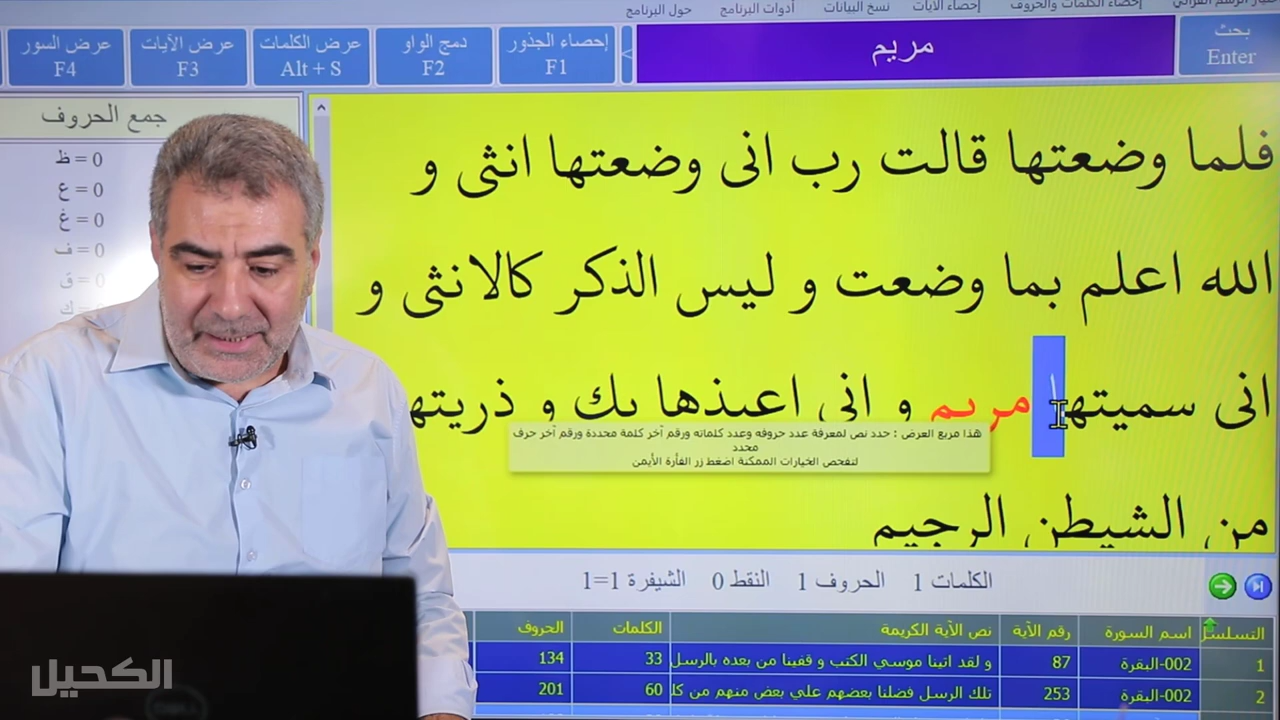 إحصاء الكلمات والحروف إحصاء الآيات نسخ البيانات أدوات البرنامج حول البرنامج
بحث
Enter
مريم
إحصاء الجذور
F1
دمج الواو
F2
عرض الكلمات
Alt + S
عرض الآيات
F3
عرض السور
F4
جمع الحروف
ظ = 0
ع = 0
غ = 0
ف = 0
ق = 0
ك =
فلما وضعتها قالت رب انى وضعتها انثى و
الله اعلم بما وضعت و ليس الذكر كالانثى و
انى سميتها مريم و انى اعيذها بك و ذريتها
من الشيطن الرجيم
هذا مربع العرض : حدد نص لمعرفة عدد حروفه وعدد كلماته ورقم آخر كلمة محددة ورقم آخر حرف
محدد
لتفحص الخيارات الممكنة اضغط زر الفأرة الأيمن
الكلمات 1 الحروف 1 النقط 0 الشيفرة 1=1
التسلسل اسم السورة رقم الآية نص الآية الكريمة الكلمات الحروف
1 002-البقرة 87 و لقد اتينا موسي الكتب و قفينا من بعده بالرسل 33 134
2 002-البقرة 253 تلك الرسل فضلنا بعضهم علي بعض منهم من كل 60 201
الكحيل